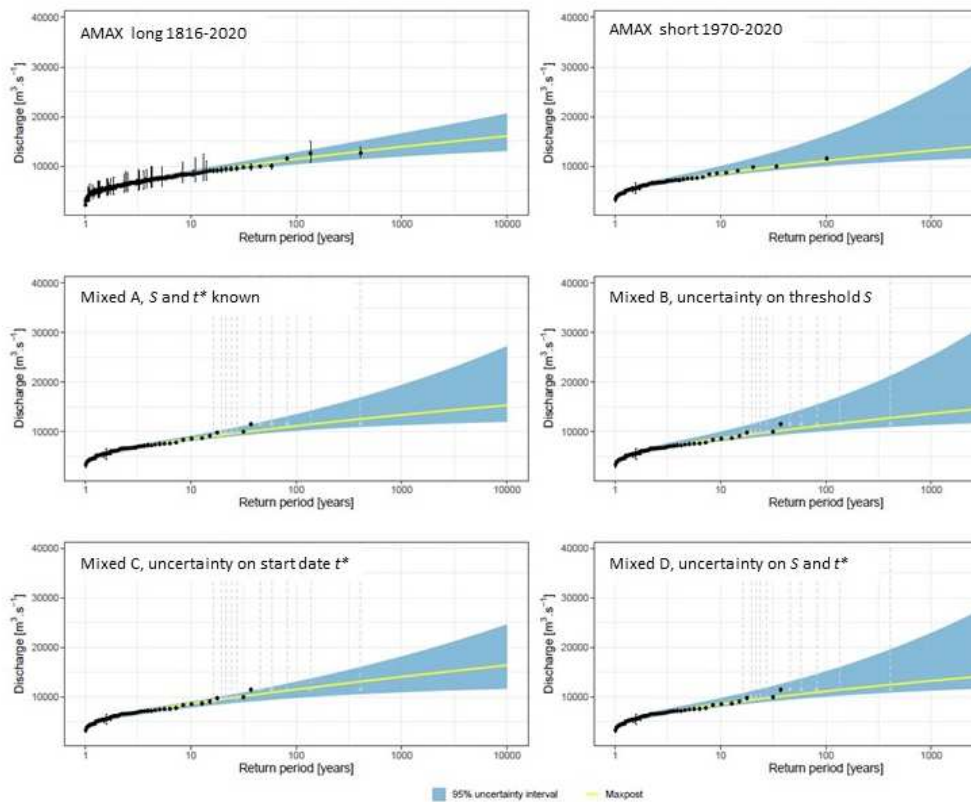 AMAX long 1816-2020
40000
30000
20000
10000
Discharge [m³.s⁻¹]
1
10
100
1000
10000
Return period [years]
AMAX short 1970-2020
40000
30000
20000
10000
Discharge [m³.s⁻¹]
1
10
100
1000
Return period [years]
Mixed A, S and t* known
40000
30000
20000
10000
Discharge [m³.s⁻¹]
1
10
100
1000
10000
Return period [years]
Mixed B, uncertainty on threshold S
40000
30000
20000
10000
Discharge [m³.s⁻¹]
1
10
100
1000
Return period [years]
Mixed C, uncertainty on start date t*
40000
30000
20000
10000
Discharge [m³.s⁻¹]
1
10
100
1000
10000
Return period [years]
Mixed D, uncertainty on S and t*
40000
30000
20000
10000
Discharge [m³.s⁻¹]
1
10
100
1000
Return period [years]
95% uncertainty interval
Maxpost